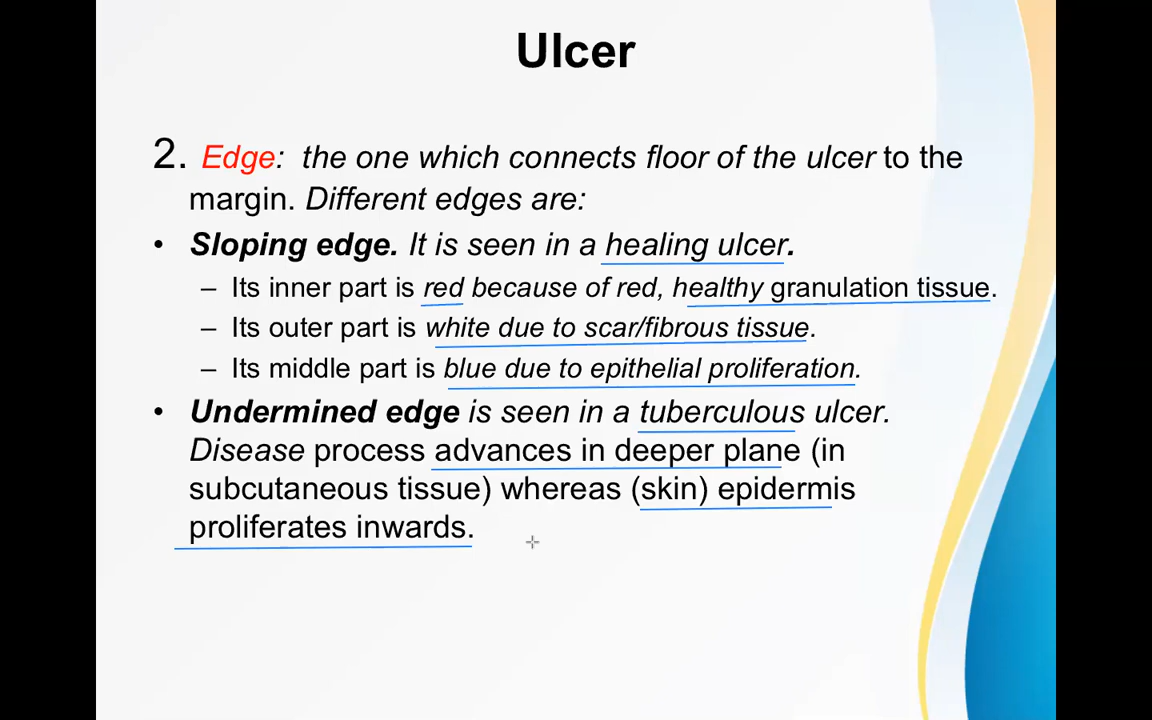 Ulcer
2. Edge: the one which connects floor of the ulcer to the
margin. Different edges are:
• Sloping edge. It is seen in a healing ulcer.
– Its inner part is red because of red, healthy granulation tissue.
– Its outer part is white due to scar/fibrous tissue.
– Its middle part is blue due to epithelial proliferation.
• Undermined edge is seen in a tuberculous ulcer.
Disease process advances in deeper plane (in
subcutaneous tissue) whereas (skin) epidermis
proliferates inwards.